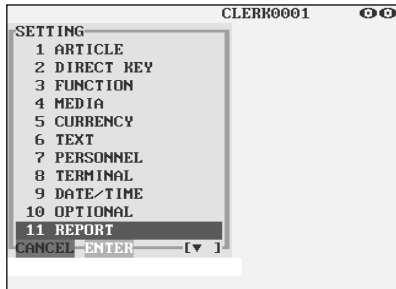 CLERK0001
SETTING
1 ARTICLE
2 DIRECT KEY
3 FUNCTION
4 MEDIA
5 CURRENCY
6 TEXT
7 PERSONNEL
8 TERMINAL
9 DATE/TIME
10 OPTIONAL
11 REPORT
CANCEL ENTER [▼ ]